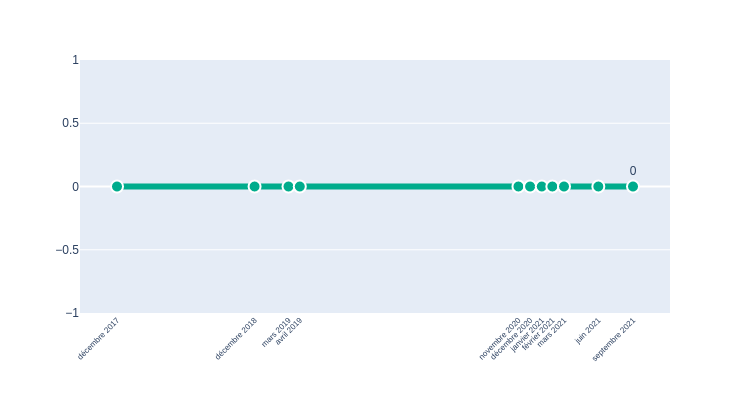 1
0.5
0
−0.5
−1
0
décembre 2017
décembre 2018
mars 2019
avril 2019
novembre 2020
décembre 2020
janvier 2021
février 2021
mars 2021
juin 2021
septembre 2021